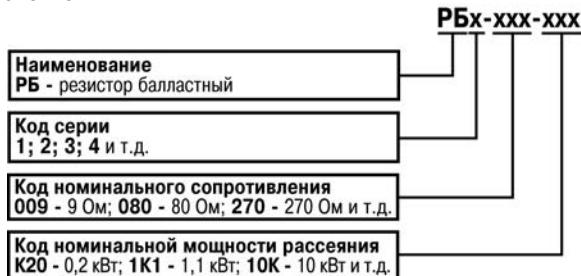 РБх-ххх-ххх
Наименование
РБ - резистор балластный
Код серии
1; 2; 3; 4 и т.д.
Код номинального сопротивления
009 - 9 Ом; 080 - 80 Ом; 270 - 270 Ом и т.д.
Код номинальной мощности рассеяния
К20 - 0,2 кВт; 1К1 - 1,1 кВт; 10К - 10 кВт и т.д.